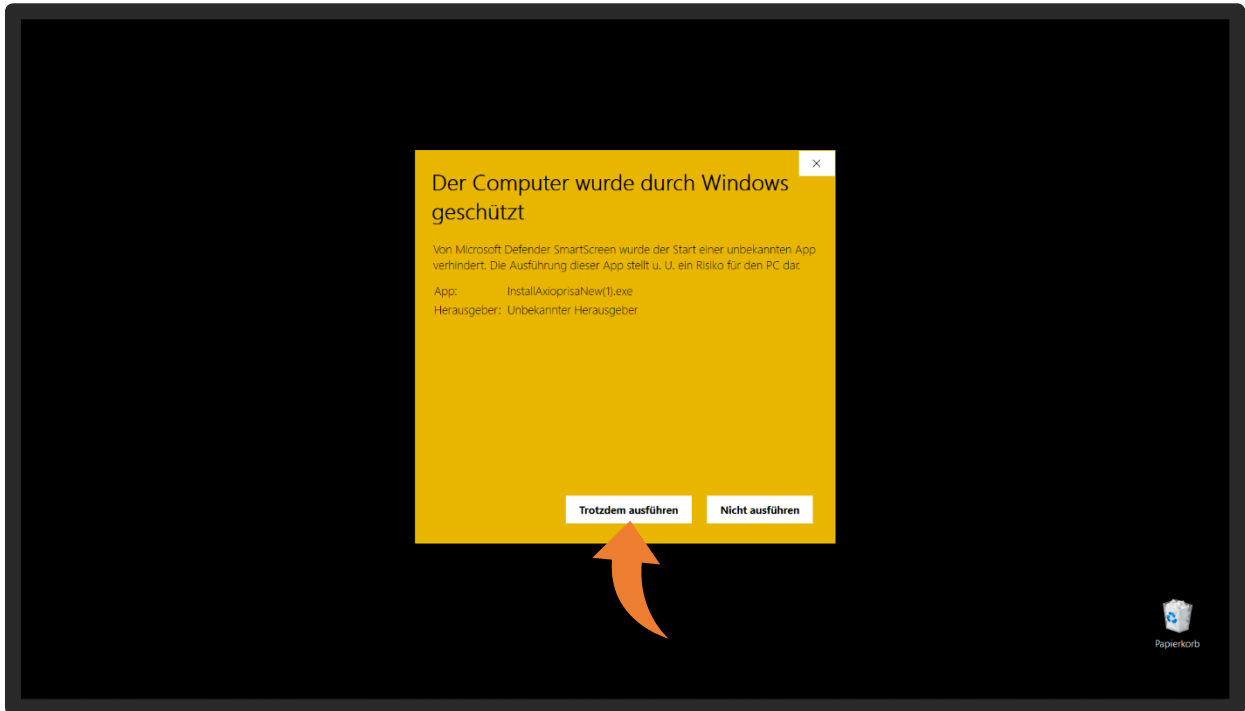 Der Computer wurde durch Windows
geschützt
Von Microsoft Defender SmartScreen wurde der Start einer unbekannten App
verhindert. Die Ausführung dieser App stellt u. U. ein Risiko für den PC dar.
App: InstallAxioprisaNew(1).exe
Herausgeber: Unbekannter Herausgeber
Trotzdem ausführen Nicht ausführen
Papierkorb